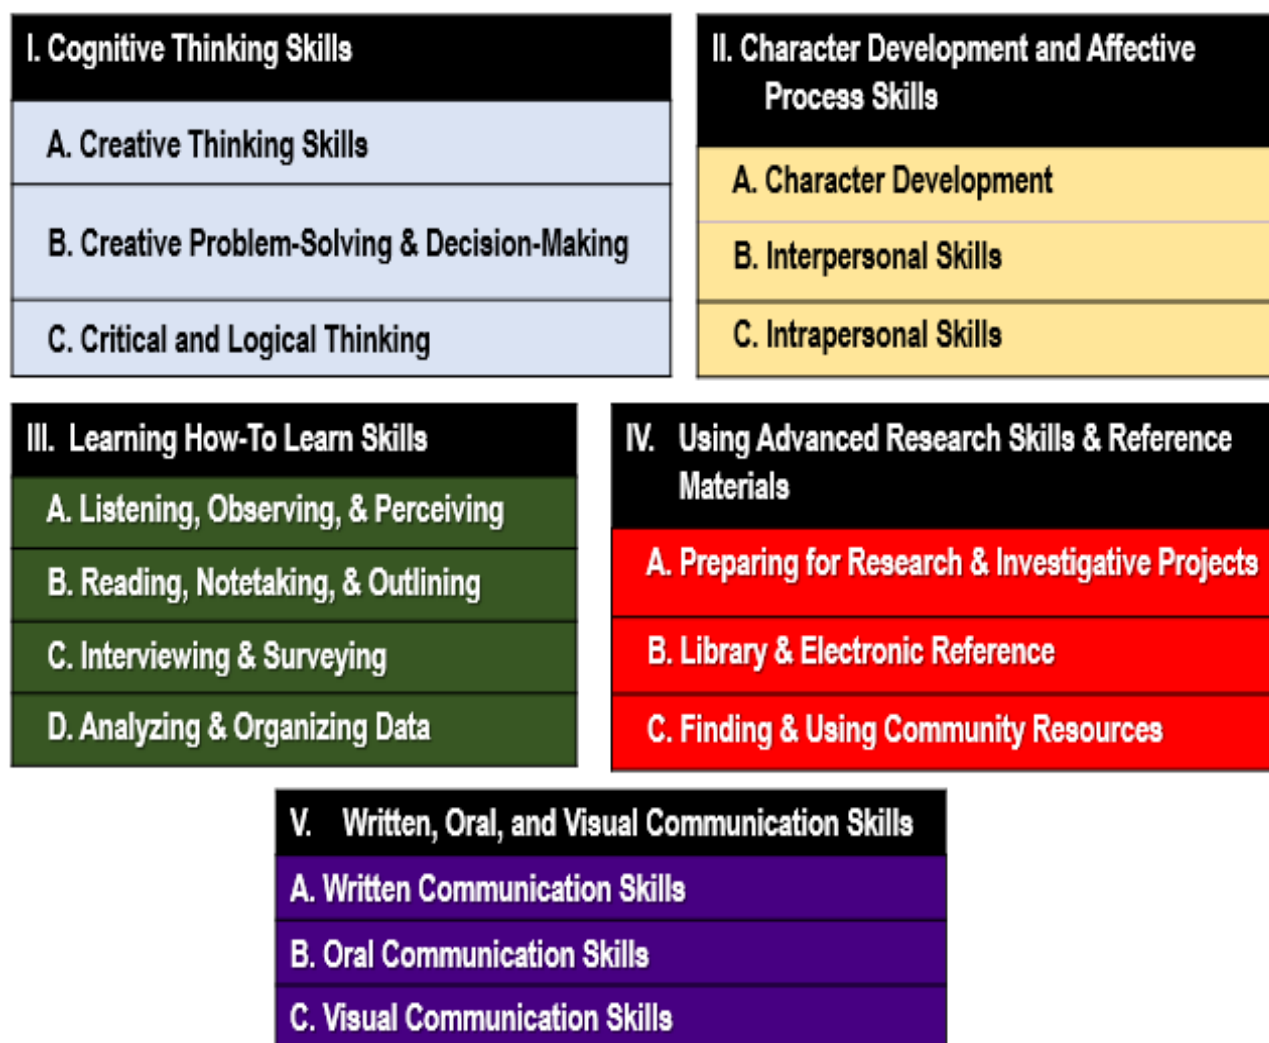 I. Cognitive Thinking Skills
A. Creative Thinking Skills
B. Creative Problem-Solving & Decision-Making
C. Critical and Logical Thinking
II. Character Development and Affective
Process Skills
A. Character Development
B. Interpersonal Skills
C. Intrapersonal Skills
III. Learning How-To Learn Skills
A. Listening, Observing, & Perceiving
B. Reading, Notetaking, & Outlining
C. Interviewing & Surveying
D. Analyzing & Organizing Data
IV. Using Advanced Research Skills & Reference
Materials
A. Preparing for Research & Investigative Projects
B. Library & Electronic Reference
C. Finding & Using Community Resources
V. Written, Oral, and Visual Communication Skills
A. Written Communication Skills
B. Oral Communication Skills
C. Visual Communication Skills